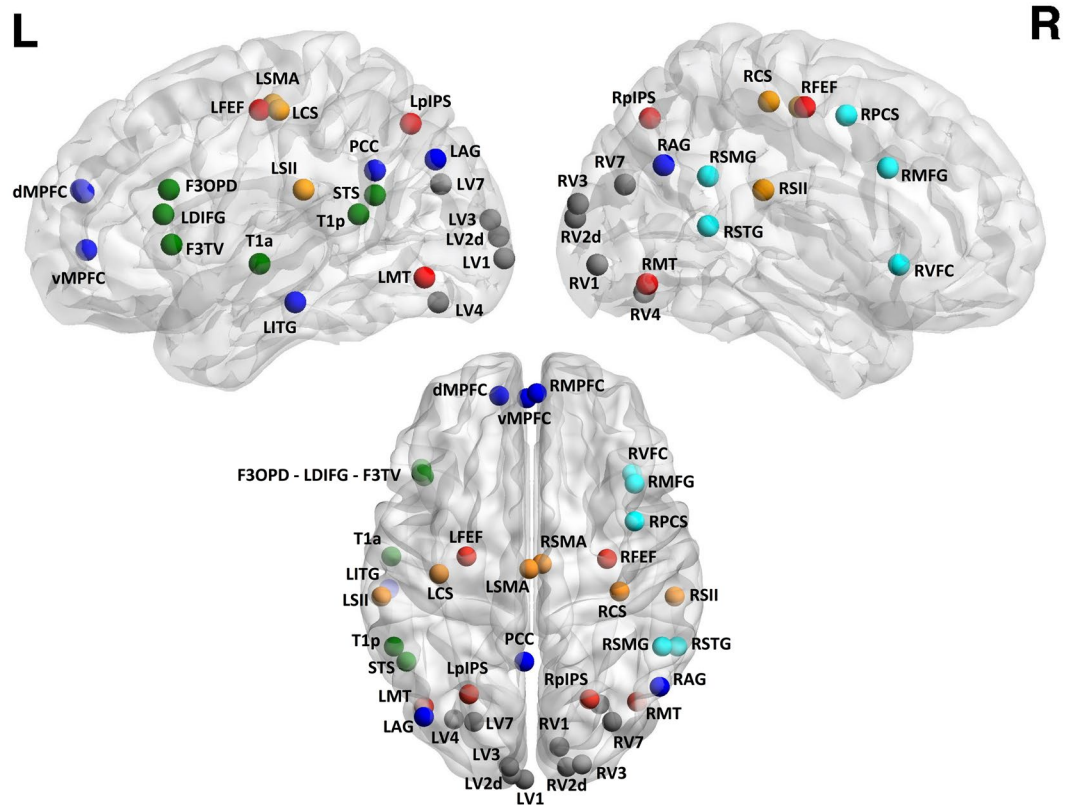 L
R
LSMA
LFEF
LCS
LpIPS
PCC
LAG
LSII
dMPFC
F3OPD
STS
LV7
LDIFG
T1p
LV3
F3TV
LV2d
vMPFC
T1a
LV1
LMT
LITG
LV4
RCS
RFEF
RpIPS
RPCS
RAG
RSMG
RMFG
RV7
RV3
RSII
RV2d
RSTG
RV1
RMT
RVFC
RV4
dMPFC
RMPFC
vMPFC
F3OPD - LDIFG - F3TV
RVFC
RMFG
RPCS
T1a
LFEF
RSMA
RFEF
LITG
LSMA
LSII
LCS
RCS
RSII
T1p
PCC
RSMG
RSTG
STS
LpIPS
RpIPS
RAG
LMT
RMT
LAG
LV4
LV7
RV1
RV7
LV3
RV3
LV2d
RV2d
LV1